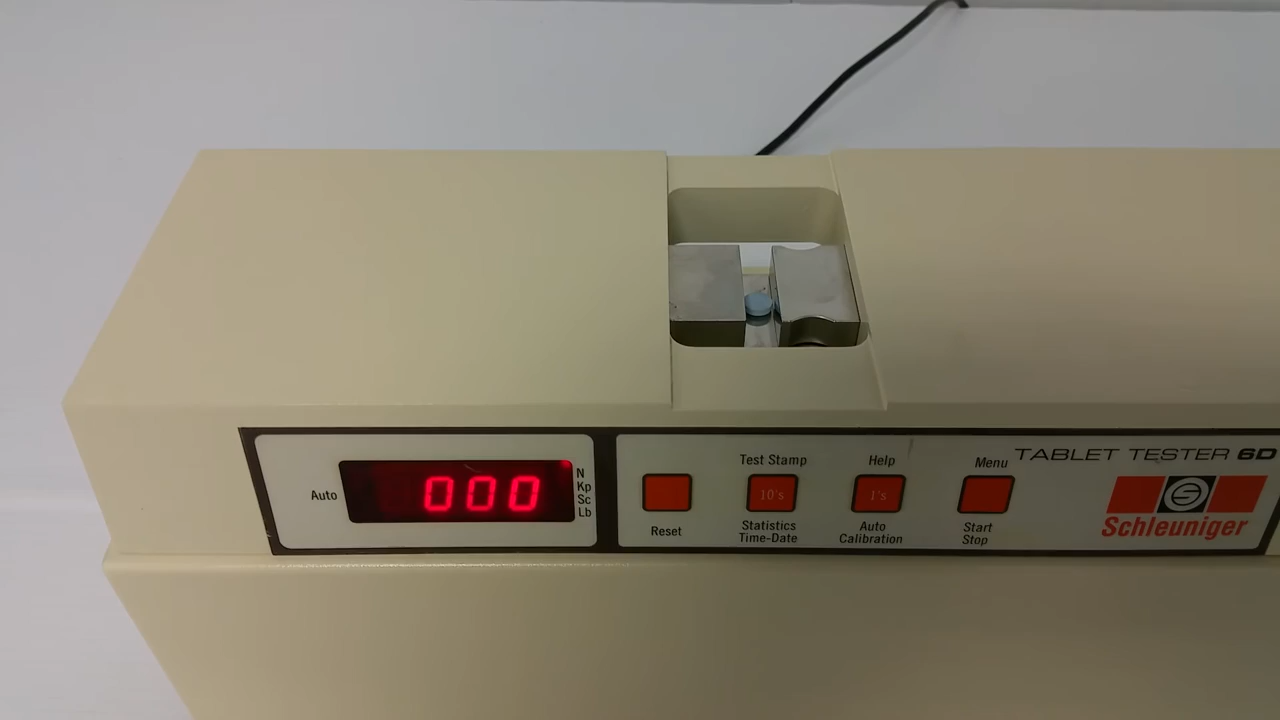 Auto
000
N
Kp
Sc
Lb
Test Stamp
Help
Menu
TABLET TESTER 6D
10's
1's
S
Schleuniger
Reset
Statistics
Time-Date
Auto
Calibration
Start
Stop